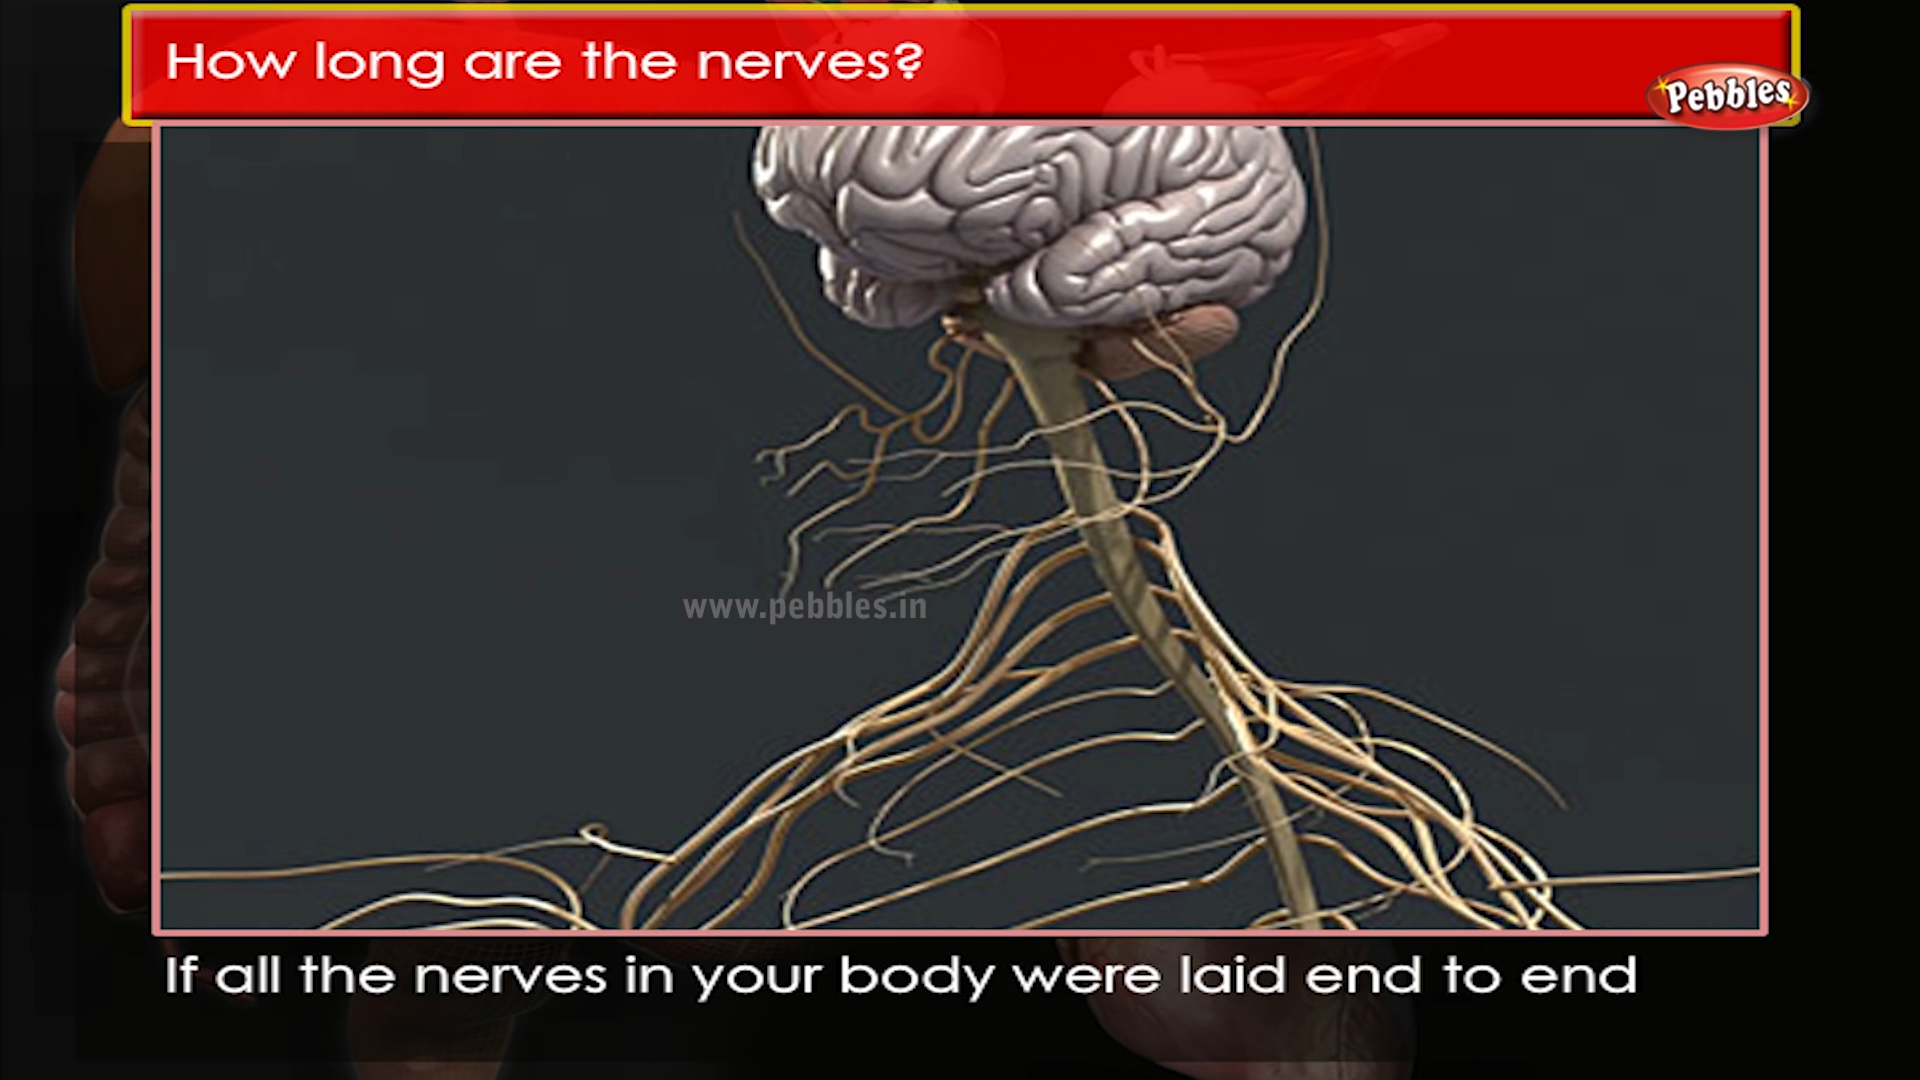 How long are the nerves?
Pebbles
www.pebbles.in
If all the nerves in your body were laid end to end